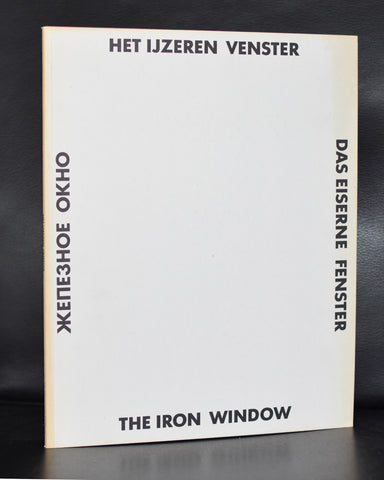 HET IJZEREN VENSTER
ЖЕЛЕЗНОЕ ОКНО
DAS EISERNE FENSTER
THE IRON WINDOW